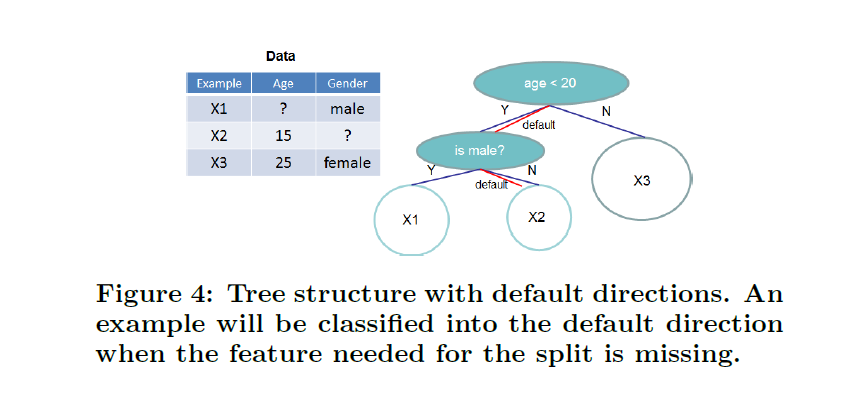 Data
Example Age Gender
X1 ? male
X2 15 ?
X3 25 female
age < 20
Y N
default
is male?
Y N
default
X1 X2 X3
Figure 4: Tree structure with default directions. An
example will be classified into the default direction
when the feature needed for the split is missing.